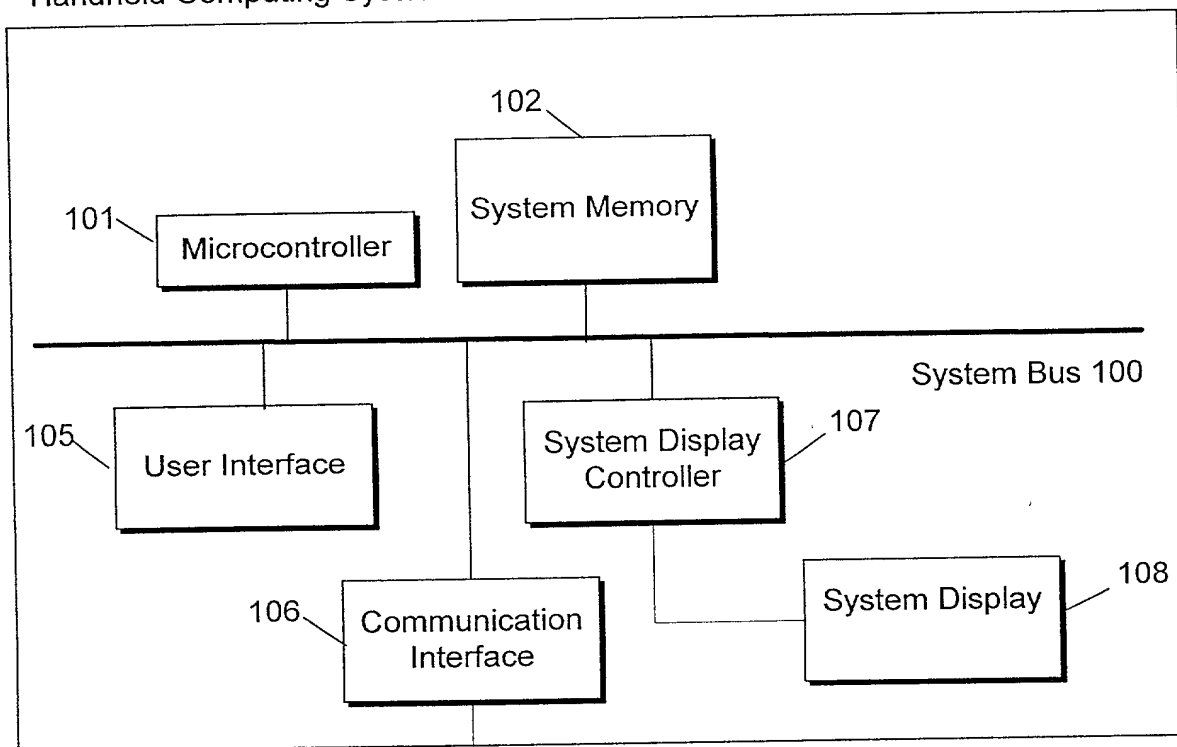 Handheld Computing
102
System Memory
101
Microcontroller
System Bus 100
105
User Interface
System Display
Controller
107
106
Communication
Interface
System Display
108